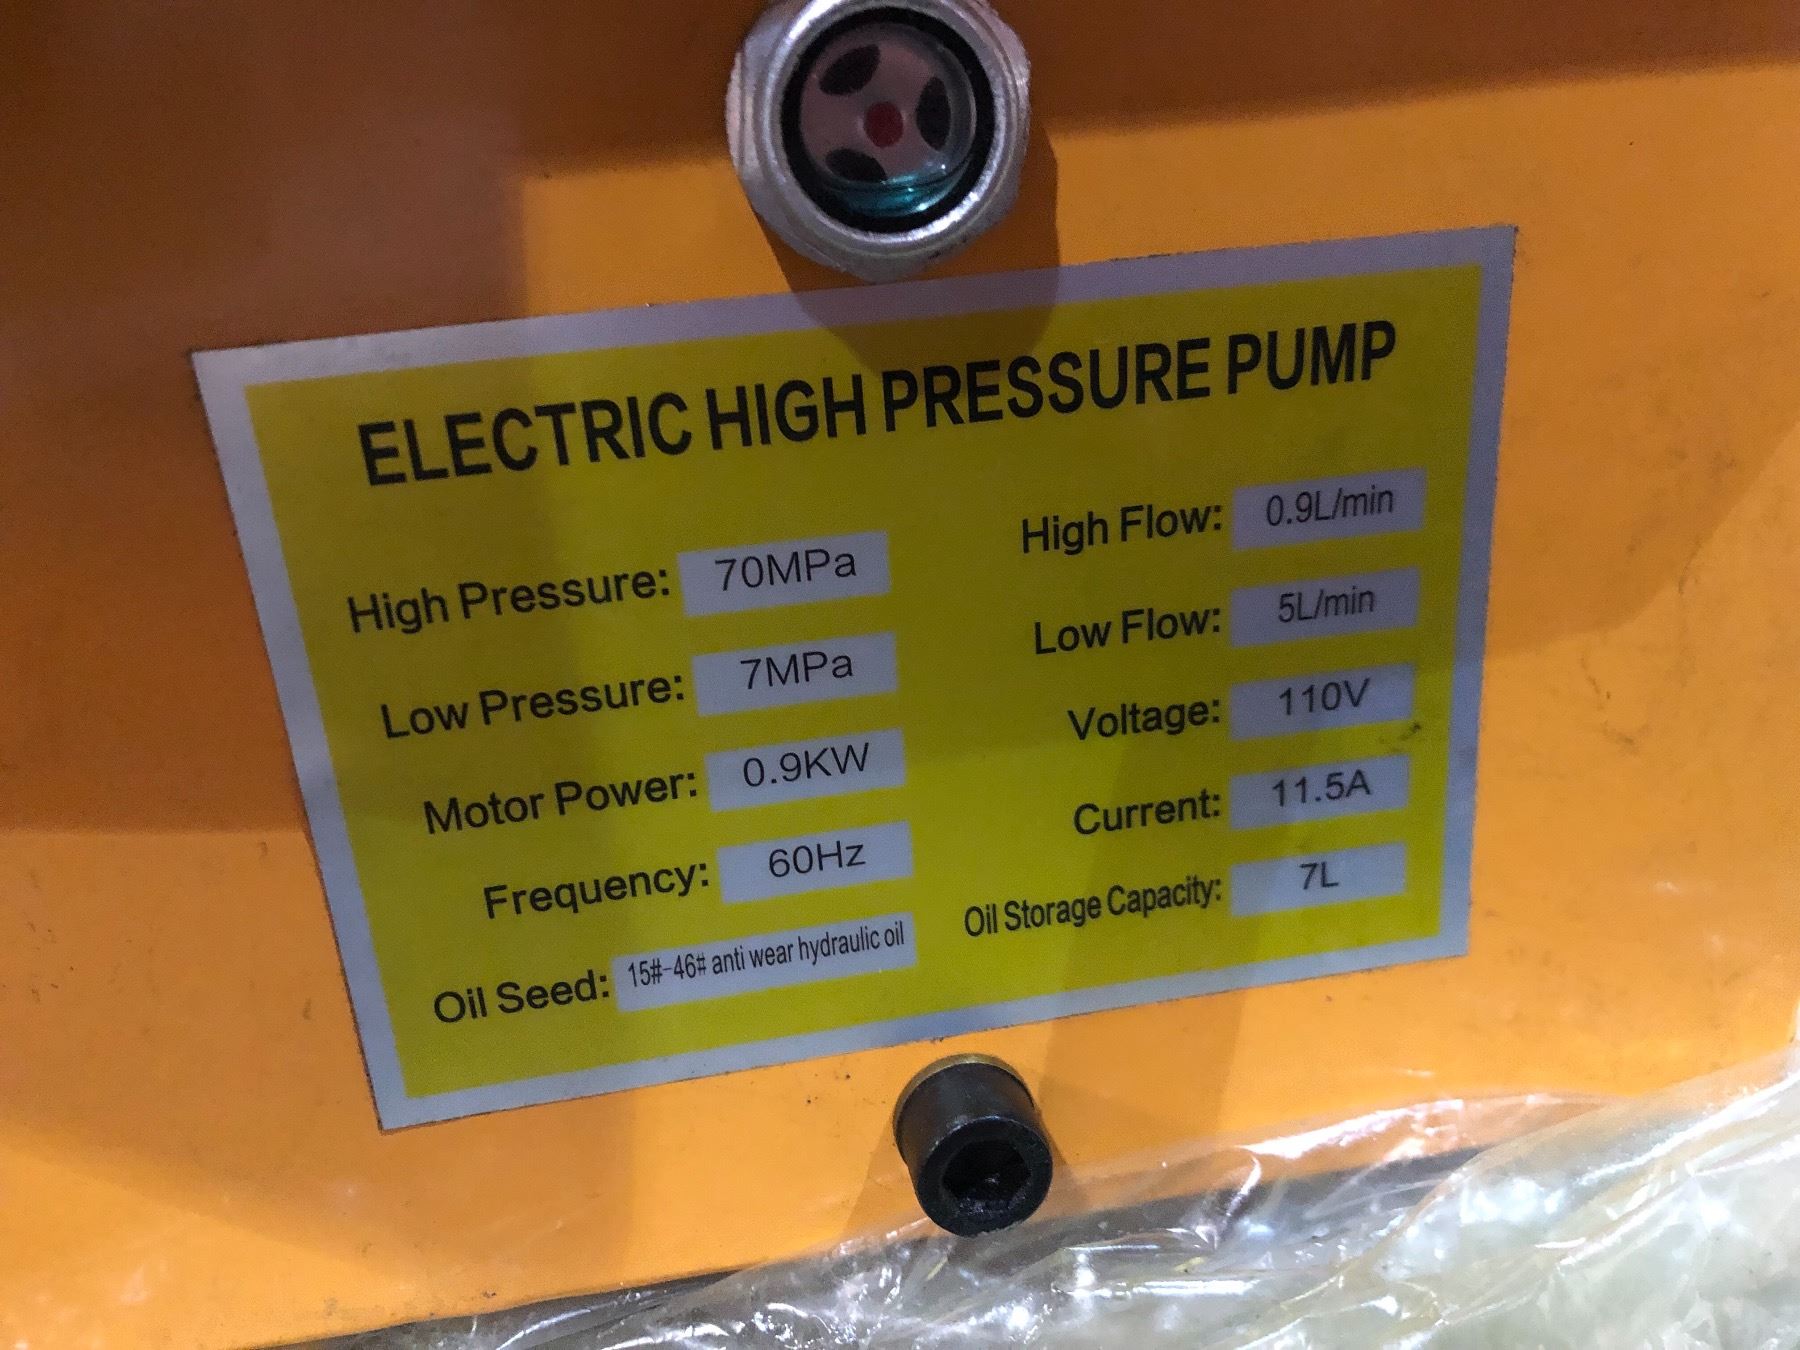 ELECTRIC HIGH PRESSURE PUMP
High Pressure: 70MPa
Low Pressure: 7MPa
Motor Power: 0.9KW
Frequency: 60Hz
Oil Seed: 15#-46# anti wear hydraulic oil
High Flow: 0.9L/min
Low Flow: 5L/min
Voltage: 110V
Current: 11.5A
Oil Storage Capacity: 7L